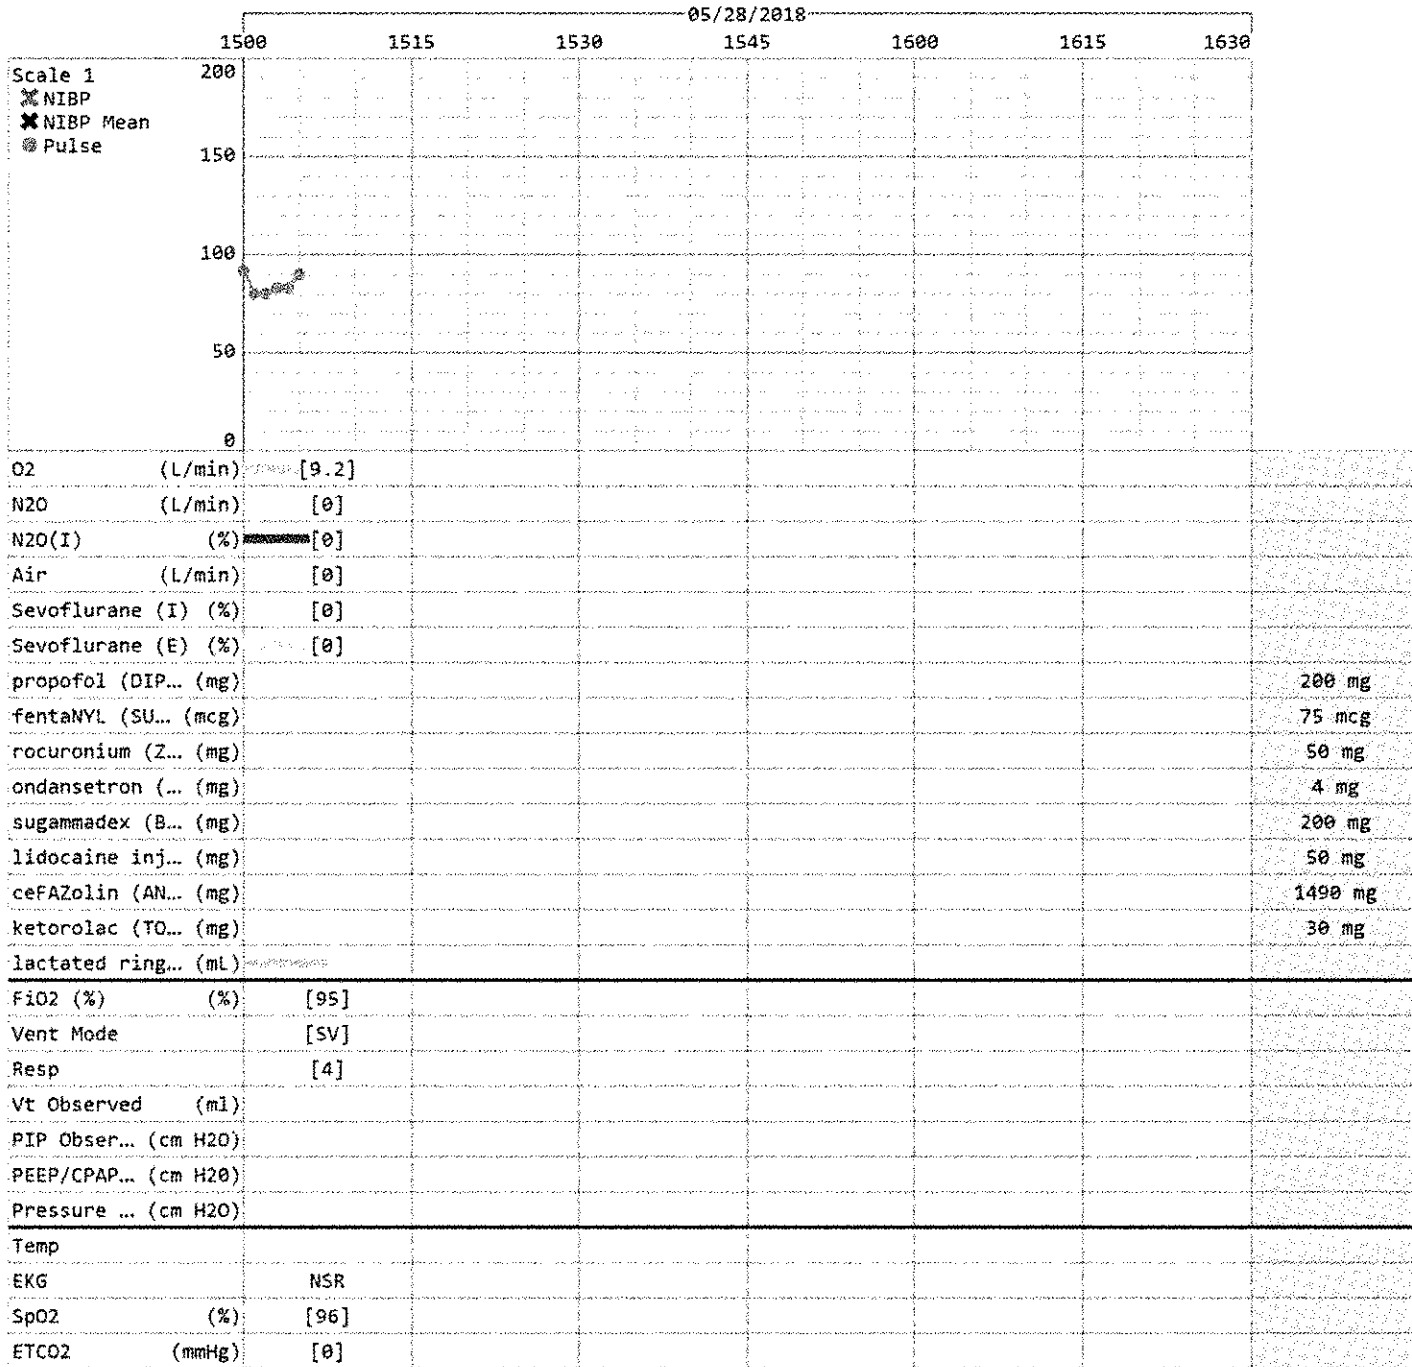 05/28/2018
1500 1515 1530 1545 1600 1615 1630
Scale 1 200
NIBP
NIBP Mean
Pulse
150
100
50
0
O2 (L/min) [9.2]
N2O (L/min) [0]
N2O(I) (%) [0]
Air (L/min) [0]
Sevoflurane (I) (%) [0]
Sevoflurane (E) (%) [0]
propofol (DIP… (mg) 200 mg
fentaNYL (SU… (mcg) 75 mcg
rocuronium (Z… (mg) 50 mg
ondansetron (… (mg) 4 mg
sugammadex (B… (mg) 200 mg
lidocaine inj… (mg) 50 mg
ceFAZolin (AN… (mg) 1490 mg
ketorolac (TO… (mg) 30 mg
lactated ring… (mL)
FiO2 (%) (%) [95]
Vent Mode [SV]
Resp [4]
Vt Observed (ml)
PIP Obser… (cm H2O)
PEEP/CPAP… (cm H2O)
Pressure … (cm H2O)
Temp
EKG NSR
SpO2 (%) [96]
ETCO2 (mmHg) [0]